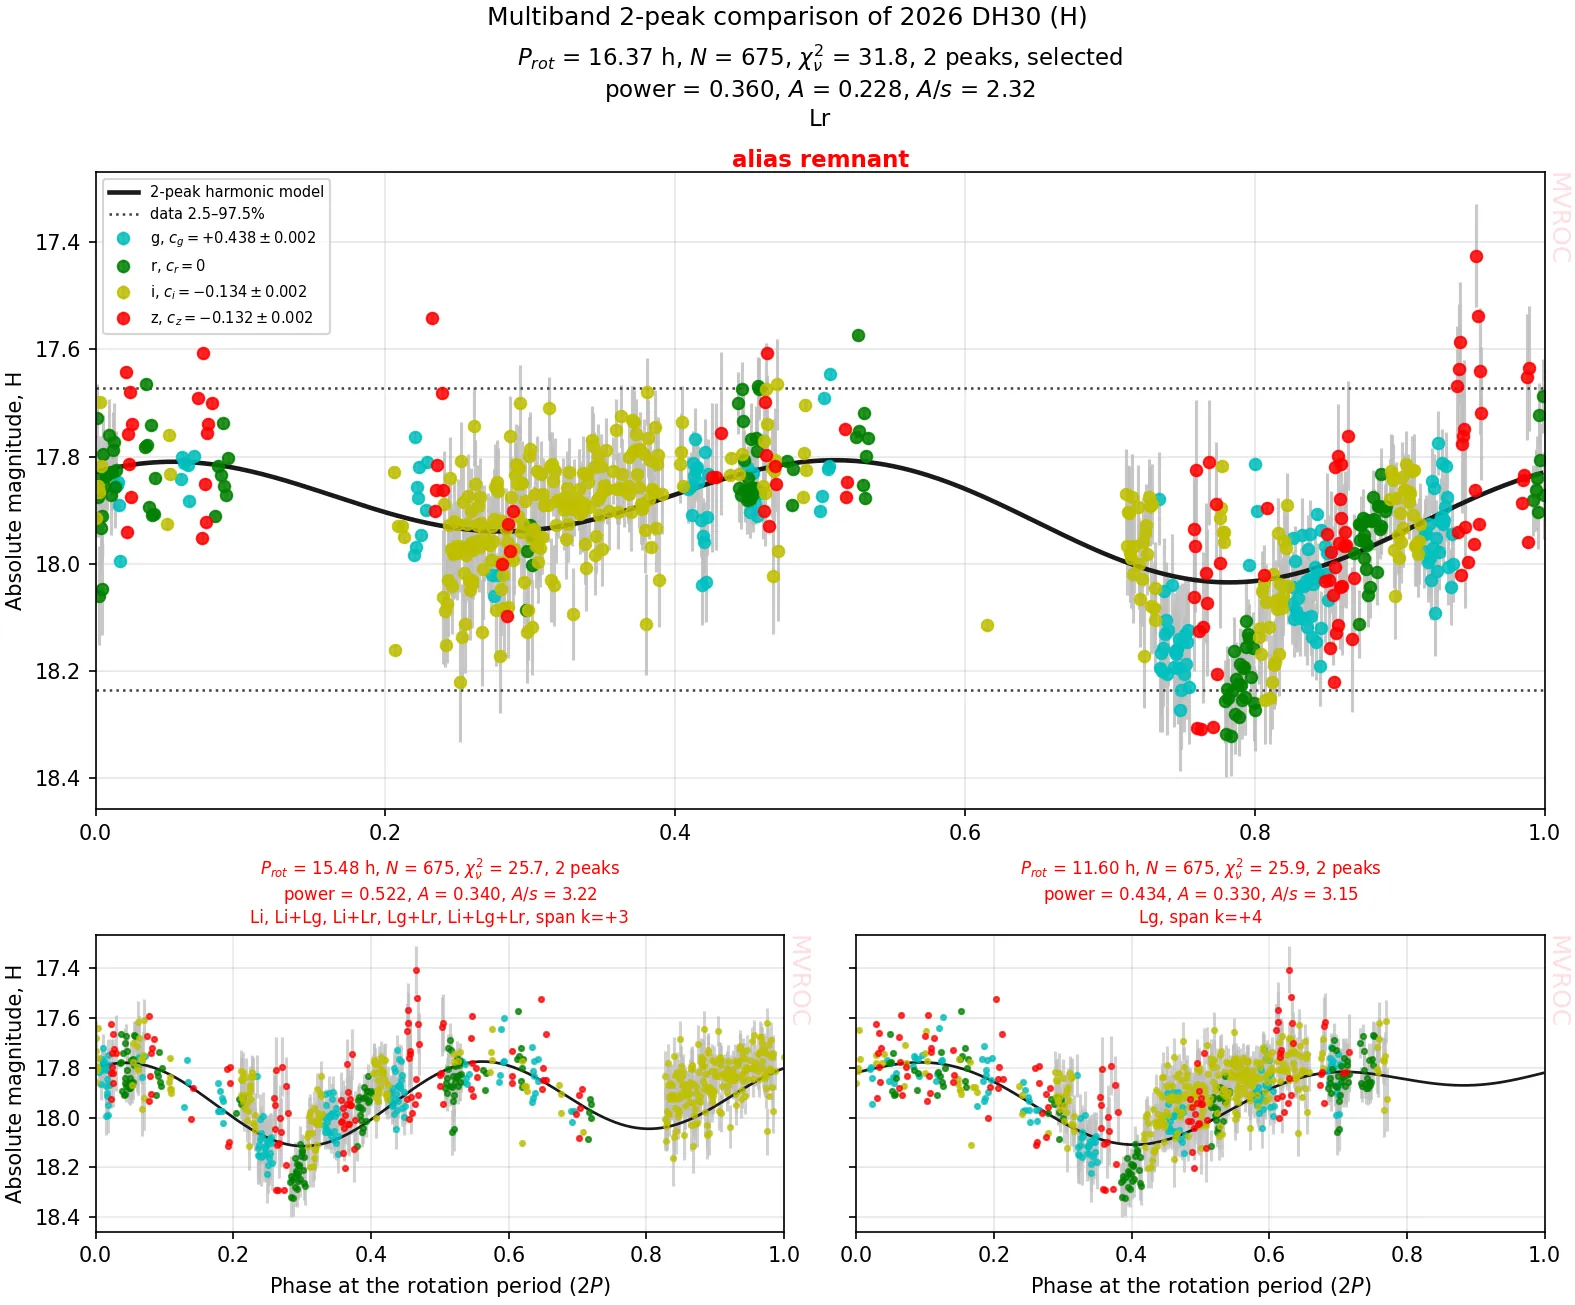 Multiband 2-peak comparison of 2026 DH30 (H)
P_rot = 16.37 h, N = 675, χ²_ν = 31.8, 2 peaks, selected
power = 0.360, A = 0.228, A/s = 2.32
Lr
alias remnant
2-peak harmonic model
data 2.5–97.5%
g, c_g = +0.438 ± 0.002
r, c_r = 0
i, c_i = −0.134 ± 0.002
z, c_z = −0.132 ± 0.002
MVROC
Absolute magnitude, H
17.4
17.6
17.8
18.0
18.2
18.4
0.0 0.2 0.4 0.6 0.8 1.0
P_rot = 15.48 h, N = 675, χ²_ν = 25.7, 2 peaks
power = 0.522, A = 0.340, A/s = 3.22
Li, Li+Lg, Li+Lr, Lg+Lr, Li+Lg+Lr, span k=+3
MVROC
Absolute magnitude, H
17.4
17.6
17.8
18.0
18.2
18.4
0.0 0.2 0.4 0.6 0.8 1.0
Phase at the rotation period (2P)
P_rot = 11.60 h, N = 675, χ²_ν = 25.9, 2 peaks
power = 0.434, A = 0.330, A/s = 3.15
Lg, span k=+4
MVROC
0.0 0.2 0.4 0.6 0.8 1.0
Phase at the rotation period (2P)